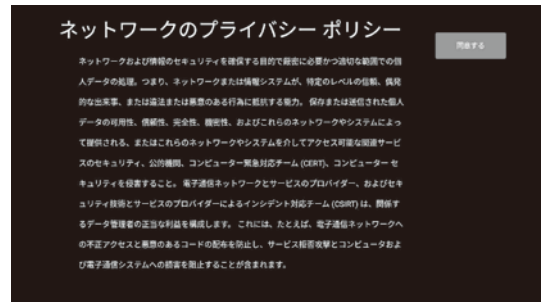 ネットワークのプライバシー ポリシー
同意する
ネットワークおよび情報のセキュリティを確保する目的で厳密に必要かつ適切な範囲での個
人データの処理。つまり、ネットワークまたは情報システムが、特定のレベルの信頼、偶発
的な出来事、または違法または悪意のある行為に抵抗する能力。 保存または送信された個人
データの可用性、信頼性、完全性、機密性、およびこれらのネットワークやシステムによっ
て提供される、またはこれらのネットワークやシステムを介してアクセス可能な関連サービ
スのセキュリティ、公的機関、コンピューター緊急対応チーム (CERT)、コンピューター セ
キュリティを侵害すること。 電子通信ネットワークとサービスのプロバイダー、およびセキ
ュリティ技術とサービスのプロバイダーによるインシデント対応チーム (CSIRT) は、関係す
るデータ管理者の正当な利益を構成します。 これには、たとえば、電子通信ネットワークへ
の不正アクセスと悪意のあるコードの配布を防止し、サービス拒否攻撃とコンピュータおよ
び電子通信システムへの損害を阻止することが含まれます。